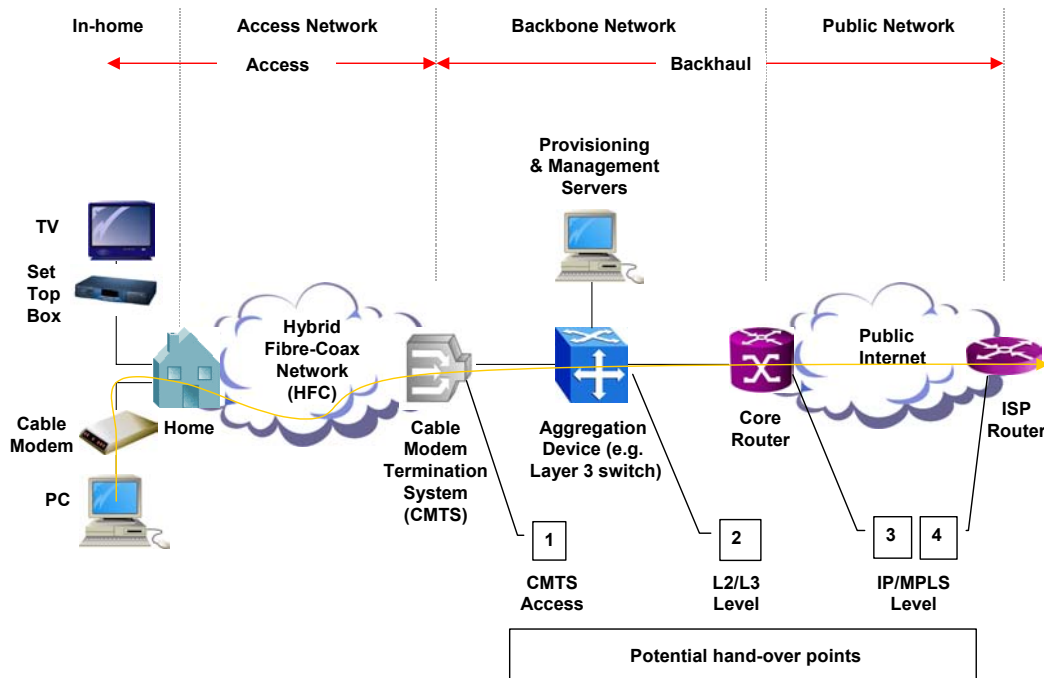 In-home
Access Network
Backbone Network
Public Network
Access
Backhaul
Provisioning
& Management
Servers
TV
Set
Top
Box
Hybrid
Fibre-Coax
Network
(HFC)
Public
Internet
Cable
Modem
Home
Cable
Modem
Termination
System
(CMTS)
Aggregation
Device (e.g.
Layer 3 switch)
Core
Router
ISP
Router
PC
1
2
3
4
CMTS
Access
L2/L3
Level
IP/MPLS
Level
Potential hand-over points